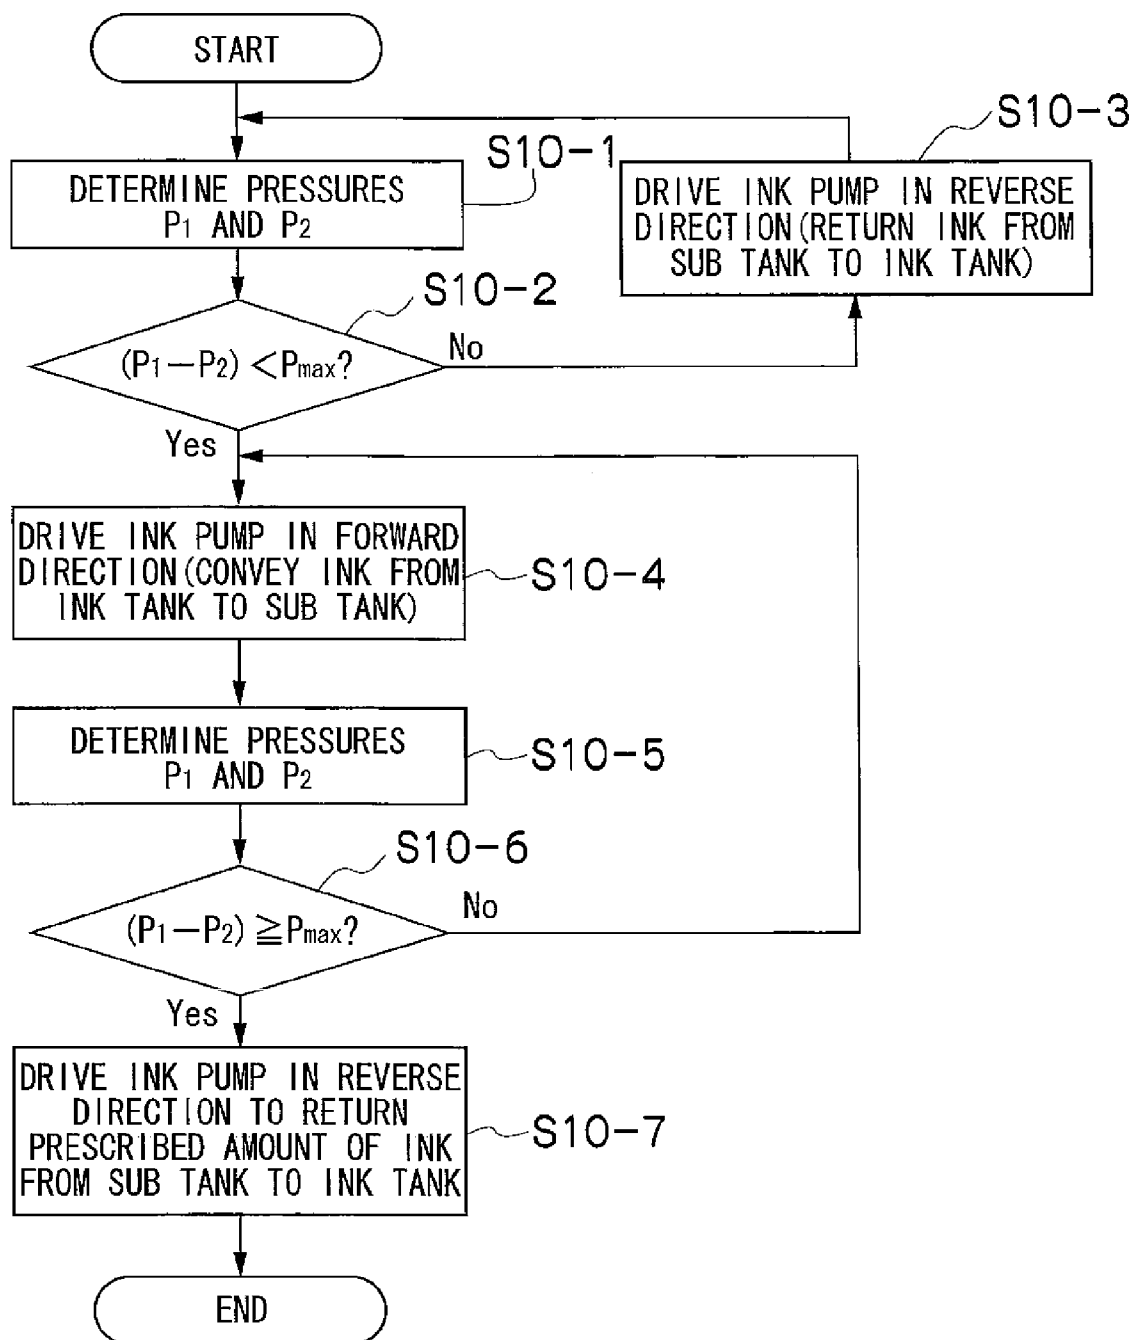 START
S10-3
S10-1
DETERMINE PRESSURES
P1 AND P2
DRIVE INK PUMP IN REVERSE
DIRECTION(RETURN INK FROM
SUB TANK TO INK TANK)
S10-2
(P1−P2) <Pmax?
No
Yes
DRIVE INK PUMP IN FORWARD
DIRECTION(CONVEY INK FROM
INK TANK TO SUB TANK)
S10-4
DETERMINE PRESSURES
P1 AND P2
S10-5
S10-6
(P1−P2) ≧Pmax?
No
Yes
DRIVE INK PUMP IN REVERSE
DIRECTION TO RETURN
PRESCRIBED AMOUNT OF INK
FROM SUB TANK TO INK TANK
S10-7
END